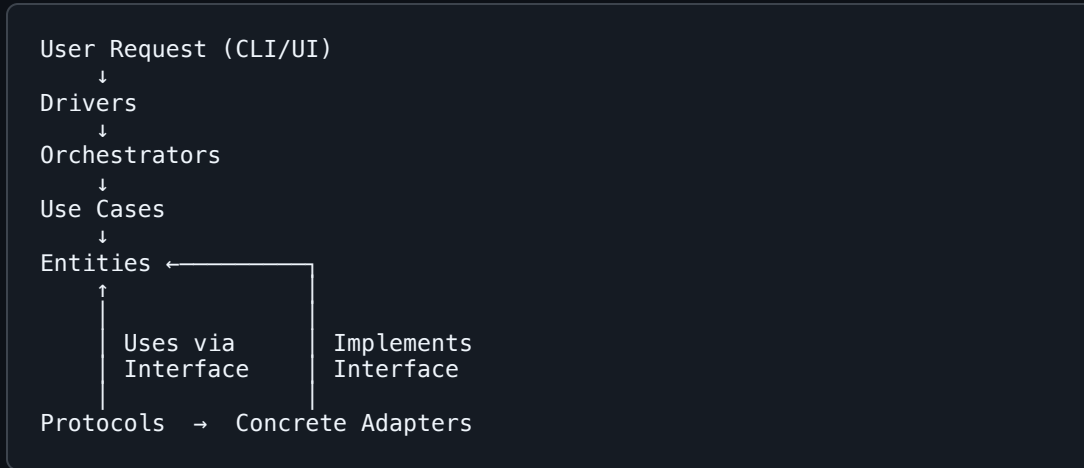 User Request (CLI/UI)
↓
Drivers
↓
Orchestrators
↓
Use Cases
↓
Entities ←
↑
Uses via Implements
Interface Interface
Protocols → Concrete Adapters